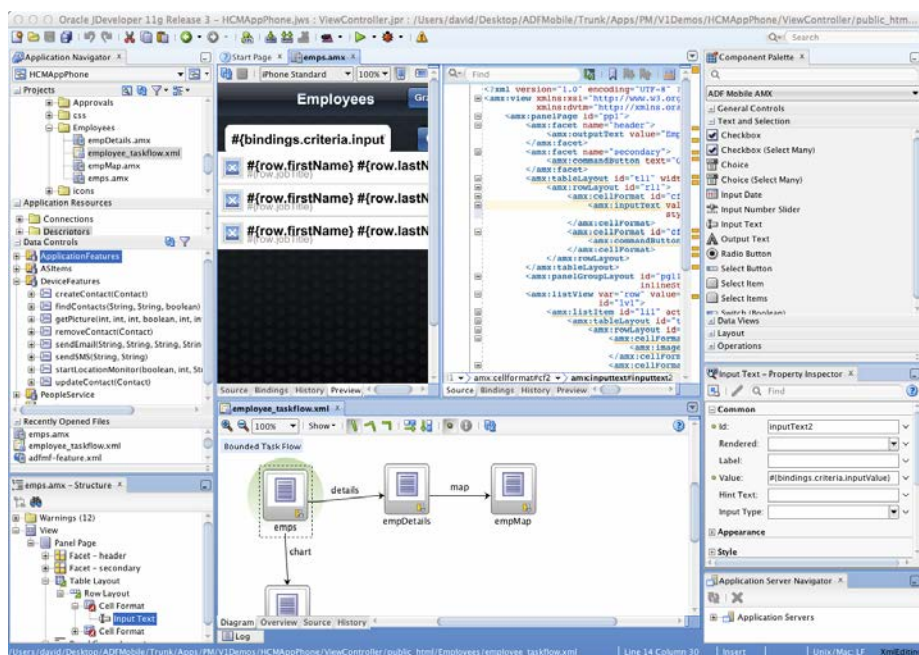 Oracle JDeveloper 11g Release 3 - HCMAppPhone.jws : ViewController.jpr : /Users/david/Desktop/ADFMobile/Trunk/Apps/PM/V1Demos/HCMAppPhone/ViewController/public_htm...
Search
Application Navigator
HCMAppPhone
Projects
Approvals
css
Employees
empDetails.amx
employee_taskflow.xml
empMap.amx
emps.amx
icons
Application Resources
Connections
Descriptors
Data Controls
ApplicationFeatures
ASItems
DeviceFeatures
createContact(Contact)
findContacts(String, String, boolean)
getPicture(int, int, int, boolean, int, in
removeContact(Contact)
sendEmail(String, String, String, Strin
sendSMS(String, String)
startLocationMonitor(boolean, int, St
updateContact(Contact)
PeopleService
Recently Opened Files
emps.amx
employee_taskflow.xml
adfmf-feature.xml
emps.amx - Structure
Warnings (12)
View
Panel Page
Facet - header
Facet - secondary
Table Layout
Row Layout
Cell Format
Input Text
Cell Format
Start Page
emps.amx
iPhone Standard
100%
Employees
Gra
#{bindings.criteria.input
#{row.firstName} #{row.lastN
#{row.jobTitle}
#{row.firstName} #{row.lastN
#{row.jobTitle}
#{row.firstName} #{row.lastN
#{row.jobTitle}
Source Bindings History Preview
Find
<?xml version="1.0" encoding="UTF-8" ?
<amx:view xmlns:xsi="http://www.w3.org
xmlns:dvtm="http://xmlns.ora
<amx:panelPage id="pp1">
<amx:facet name="header">
<amx:outputText value="Emp
</amx:facet>
<amx:facet name="secondary">
<amx:commandButton text="G
</amx:facet>
<amx:tableLayout id="tl1" widt
<amx:rowLayout id="rl1">
<amx:cellFormat id="cf
<amx:inputText val
sty
</amx:cellFormat>
<amx:cellFormat id="cf
<amx:commandButton
</amx:cellFormat>
</amx:rowLayout>
</amx:tableLayout>
<amx:panelGroupLayout id="pgl1
inlineSt
<amx:listView var="row" value=
id="lv1">
<amx:listItem id="li1" act
<amx:tableLayout id="t
<amx:rowLayout id=
<amx:cellForma
<amx:image
</amx:cellForm
<amx:cellForma
amx:cellformat#cf2
amx:inputtext#inputtext2
Source Bindings History Preview
employee_taskflow.xml
100%
Show
Bounded Task Flow
emps
details
empDetails
map
empMap
chart
Diagram Overview Source History
Log
Component Palette
ADF Mobile AMX
General Controls
Text and Selection
Checkbox
Checkbox (Select Many)
Choice
Choice (Select Many)
Input Date
Input Number Slider
Input Text
Output Text
Radio Button
Select Button
Select Item
Select Items
Switch (Boolean)
Data Views
Layout
Operations
Input Text - Property Inspector
Find
Common
Id: inputText2
Rendered:
Label:
Value: #{bindings.criteria.inputValue}
Hint Text:
Input Type:
Appearance
Style
Application Server Navigator
Application Servers
/Users/david/Desktop/ADFMobile/Trunk/Apps/PM/V1Demos/HCMAppPhone/ViewController/public_html/Employees/employee_taskflow.xml
Line 14 Column 30
Insert
Unix/Mac: LF
XmlEditin